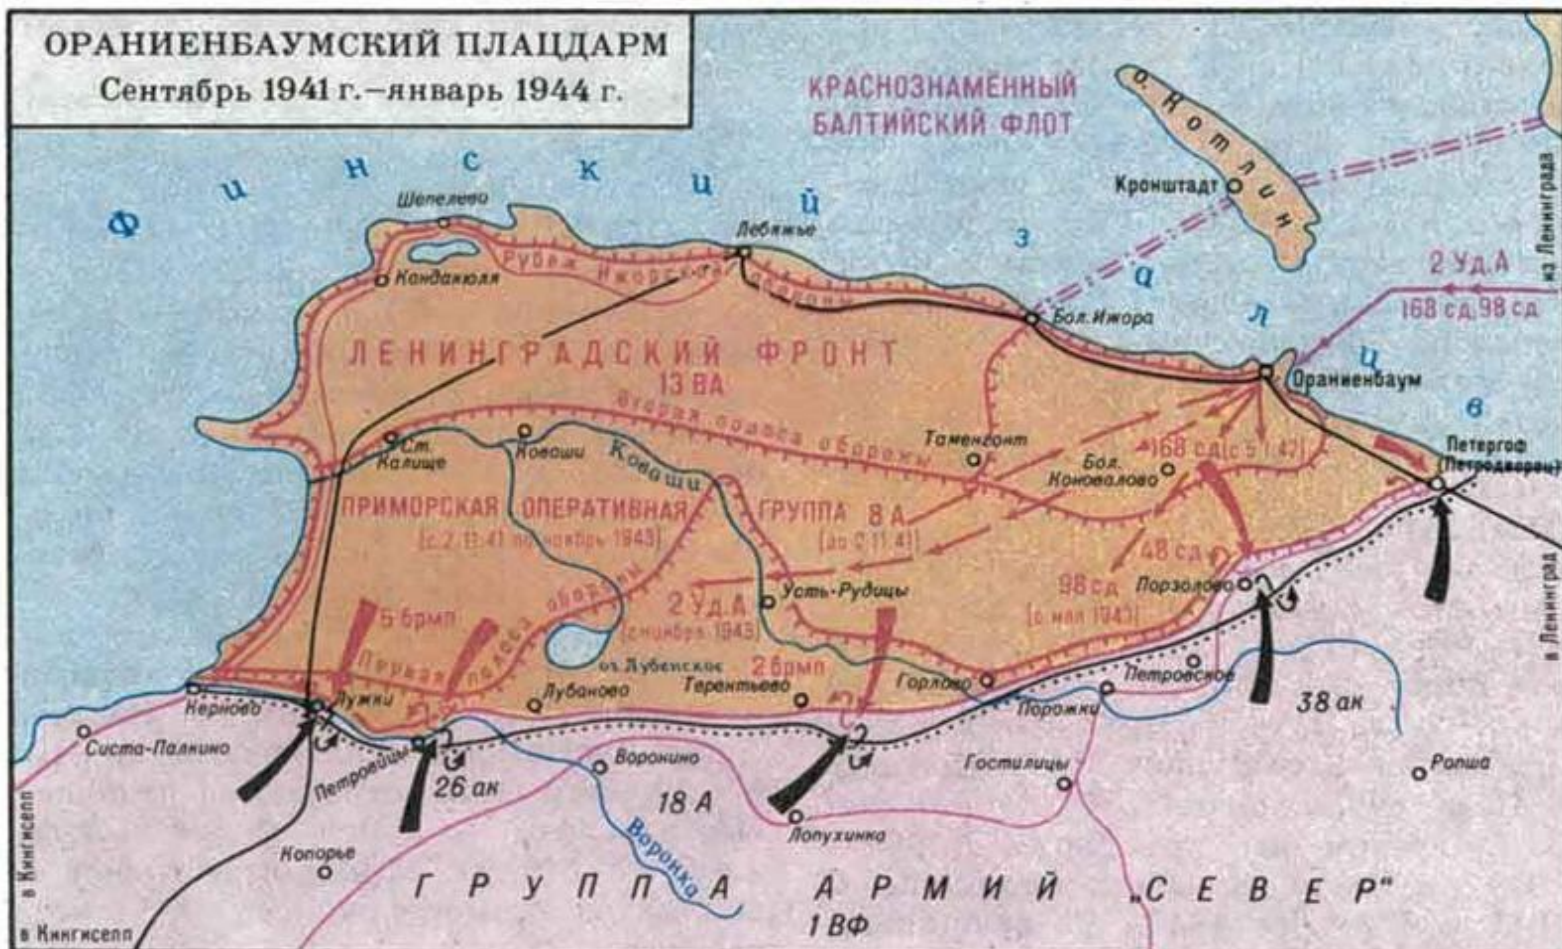 ОРАНИЕНБАУМСКИЙ ПЛАЦДАРМ
Сентябрь 1941 г.–январь 1944 г.
КРАСНОЗНАМЁННЫЙ
БАЛТИЙСКИЙ ФЛОТ
о. Котлин
Кронштадт
Финский залив
из Ленинграда
2 Уд. А
168 сд, 98 сд
Шепелево
Лебяжье
Кандакюля
Рубеж Ижорской обороны
Бол. Ижора
Ораниенбаум
ЛЕНИНГРАДСКИЙ ФРОНТ
13 ВА
Вторая полоса обороны
Ст.
Калище
Коваши
Коваши
Таменгонт
Бол.
Коновалово
168 сд (с 5.1.42)
Петергоф
(Петродворец)
ПРИМОРСКАЯ ОПЕРАТИВНАЯ ГРУППА
(с 2.11.41 по ноябрь 1943)
8 А
(до 2.11.41)
48 сд
98 сд
(с мая 1943)
Порзолово
Усть-Рудицы
2 Уд. А
(с ноября 1943)
5 брмп
Первая полоса обороны
оз. Лубенское
2 брмп
Керново
Лужки
Лубаново
Терентьево
Горлово
Петровское
Порожки
38 ак
в Ленинград
Систа-Палкино
Петровицы
26 ак
Воронино
18 А
Гостилицы
Ропша
Лопухинка
Воронка
Копорье
ГРУППА АРМИЙ „СЕВЕР"
1 ВФ
в Кингисепп
в Кингисепп